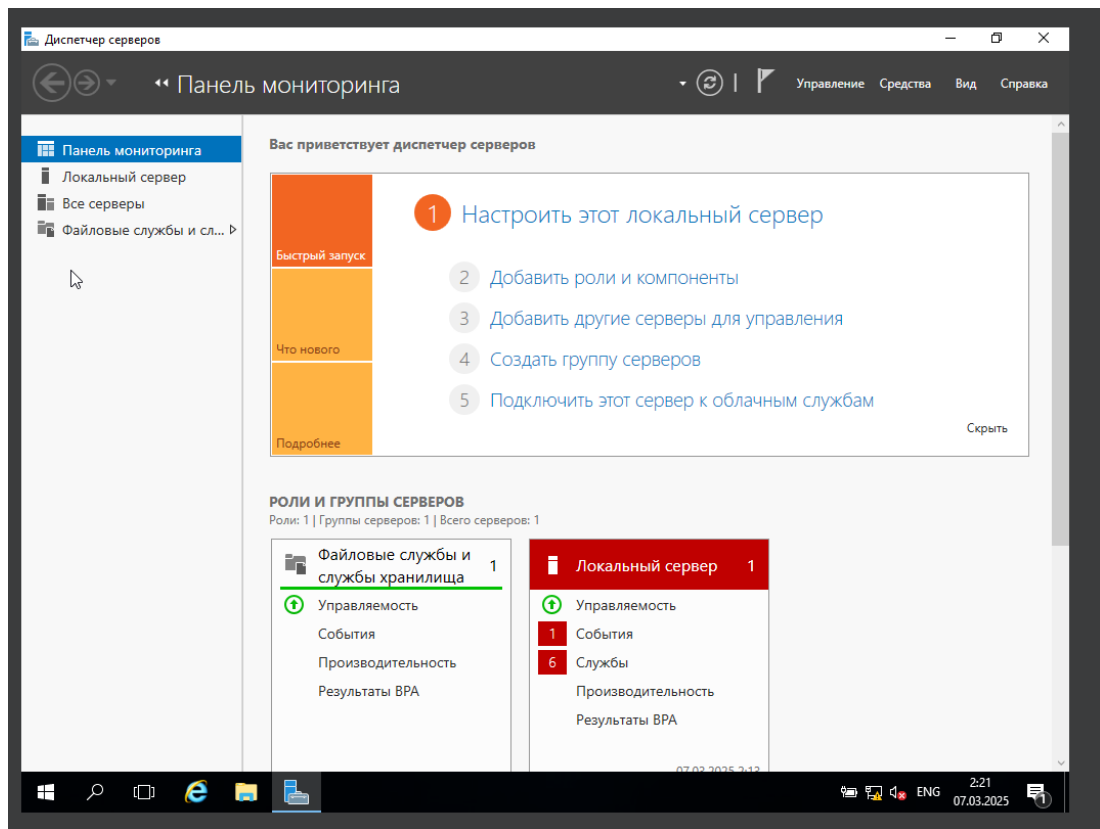 Диспетчер серверов
Панель мониторинга
Управление Средства Вид Справка
Панель мониторинга
Локальный сервер
Все серверы
Файловые службы и сл...
Вас приветствует диспетчер серверов
Быстрый запуск
Что нового
Подробнее
1 Настроить этот локальный сервер
2 Добавить роли и компоненты
3 Добавить другие серверы для управления
4 Создать группу серверов
5 Подключить этот сервер к облачным службам
Скрыть
РОЛИ И ГРУППЫ СЕРВЕРОВ
Роли: 1 | Группы серверов: 1 | Всего серверов: 1
Файловые службы и
службы хранилища
1
Управляемость
События
Производительность
Результаты BPA
Локальный сервер 1
Управляемость
1 События
6 Службы
Производительность
Результаты BPA
07.03.2025 2:13
ENG
2:21
07.03.2025
1